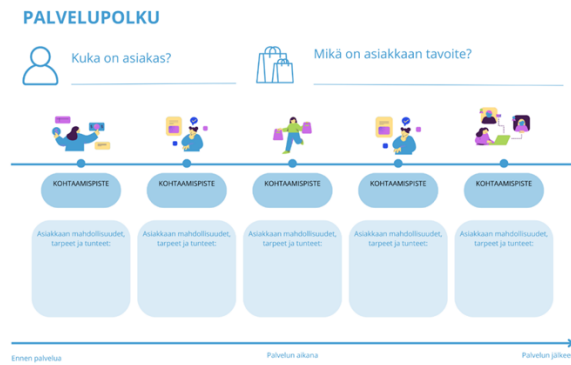 PALVELUPOLKU
Kuka on asiakas?
Mikä on asiakkaan tavoite?
KOHTAAMISPISTE
KOHTAAMISPISTE
KOHTAAMISPISTE
KOHTAAMISPISTE
KOHTAAMISPISTE
Asiakkaan mahdollisuudet,
tarpeet ja tunteet:
Asiakkaan mahdollisuudet,
tarpeet ja tunteet:
Asiakkaan mahdollisuudet,
tarpeet ja tunteet:
Asiakkaan mahdollisuudet,
tarpeet ja tunteet:
Asiakkaan mahdollisuudet,
tarpeet ja tunteet:
Ennen palvelua
Palvelun aikana
Palvelun jälkee